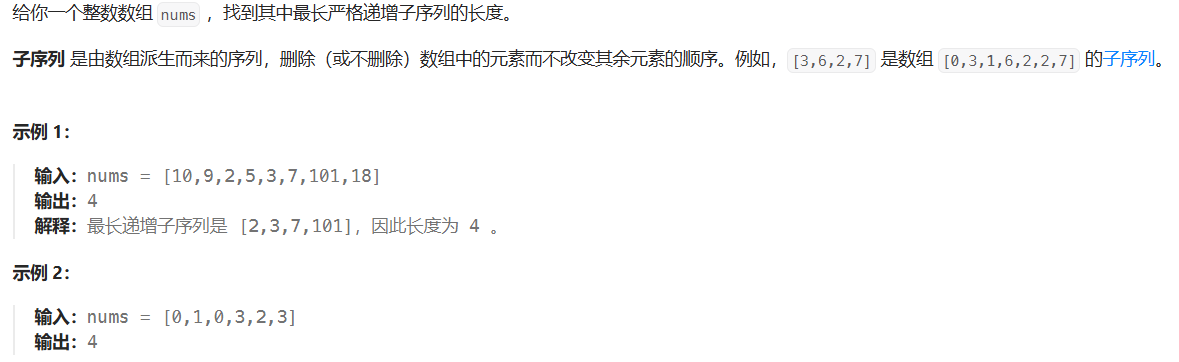 给你一个整数数组 nums ，找到其中最长严格递增子序列的长度。
子序列 是由数组派生而来的序列，删除（或不删除）数组中的元素而不改变其余元素的顺序。例如，[3,6,2,7] 是数组 [0,3,1,6,2,2,7] 的子序列。
示例 1：
输入：nums = [10,9,2,5,3,7,101,18]
输出：4
解释：最长递增子序列是 [2,3,7,101]，因此长度为 4 。
示例 2：
输入：nums = [0,1,0,3,2,3]
输出：4